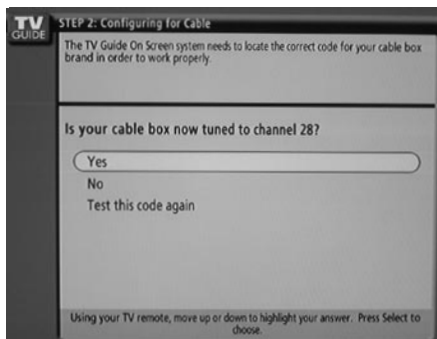 TV
GUIDE
STEP 2: Configuring for Cable
The TV Guide On Screen system needs to locate the correct code for your cable box
brand in order to work properly.
Is your cable box now tuned to channel 28?
Yes
No
Test this code again
Using your TV remote, move up or down to highlight your answer. Press Select to
choose.